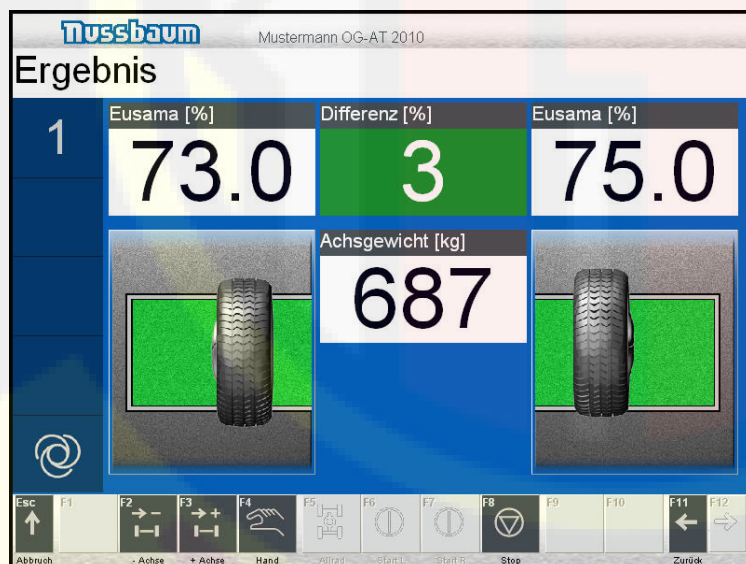 Nussbaum
Mustermann OG-AT 2010
Ergebnis
1
Eusama [%]
Differenz [%]
Eusama [%]
73.0
3
75.0
Achsgewicht [kg]
687
Esc
F1
F2
F3
F4
F5
F6
F7
F8
F9
F10
F11
F12
Abbruch
- Achse
+ Achse
Hand
Allrad
Start L
Start R
Stop
Zurück